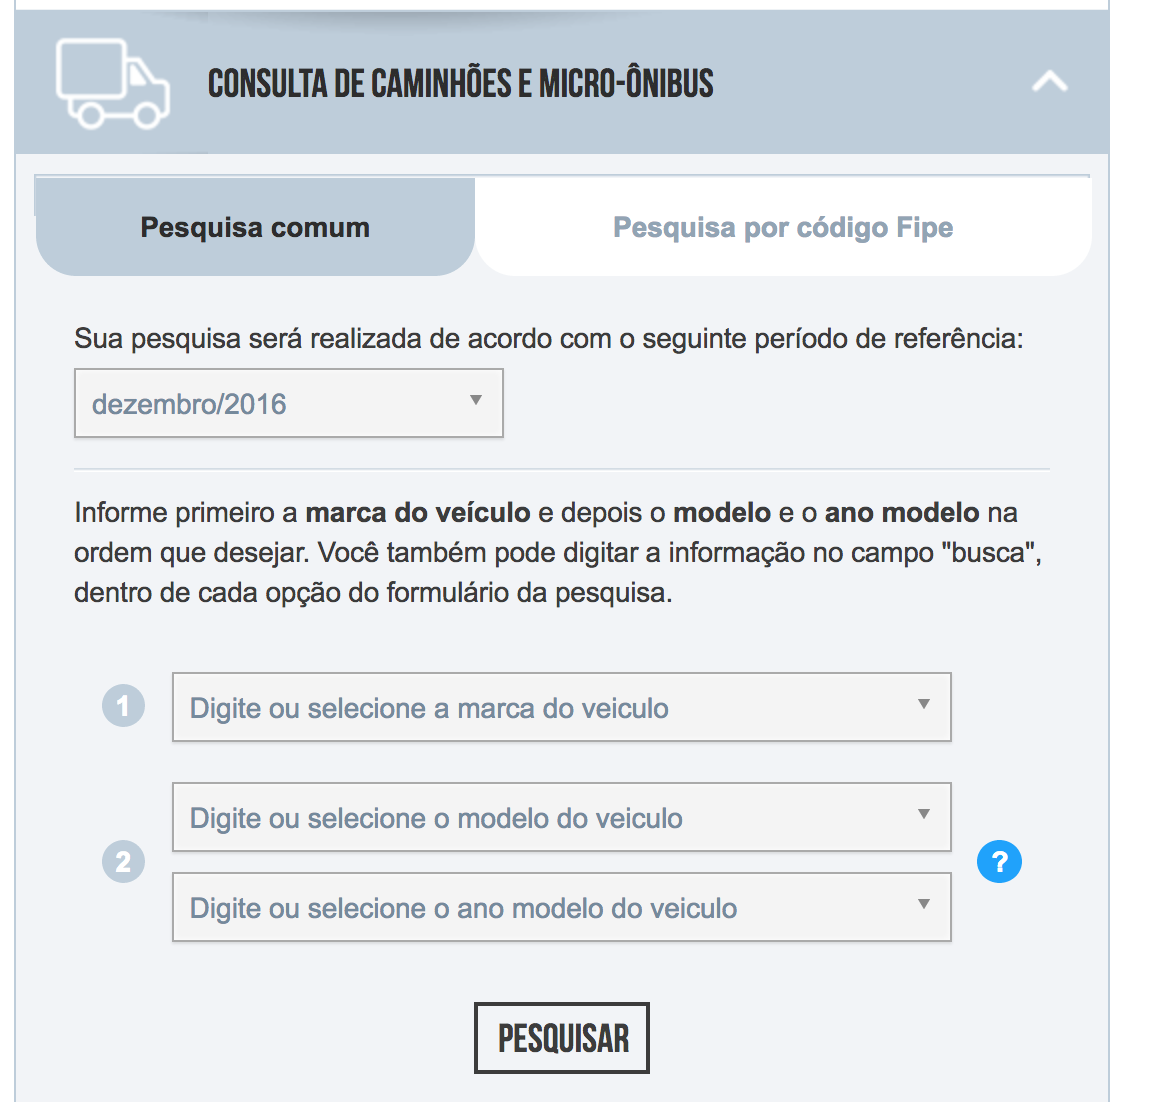 CONSULTA DE CAMINHÕES E MICRO-ÔNIBUS
Pesquisa comum
Pesquisa por código Fipe
Sua pesquisa será realizada de acordo com o seguinte período de referência:
dezembro/2016
Informe primeiro a marca do veículo e depois o modelo e o ano modelo na
ordem que desejar. Você também pode digitar a informação no campo "busca",
dentro de cada opção do formulário da pesquisa.
1
Digite ou selecione a marca do veiculo
2
Digite ou selecione o modelo do veiculo
Digite ou selecione o ano modelo do veiculo
?
PESQUISAR